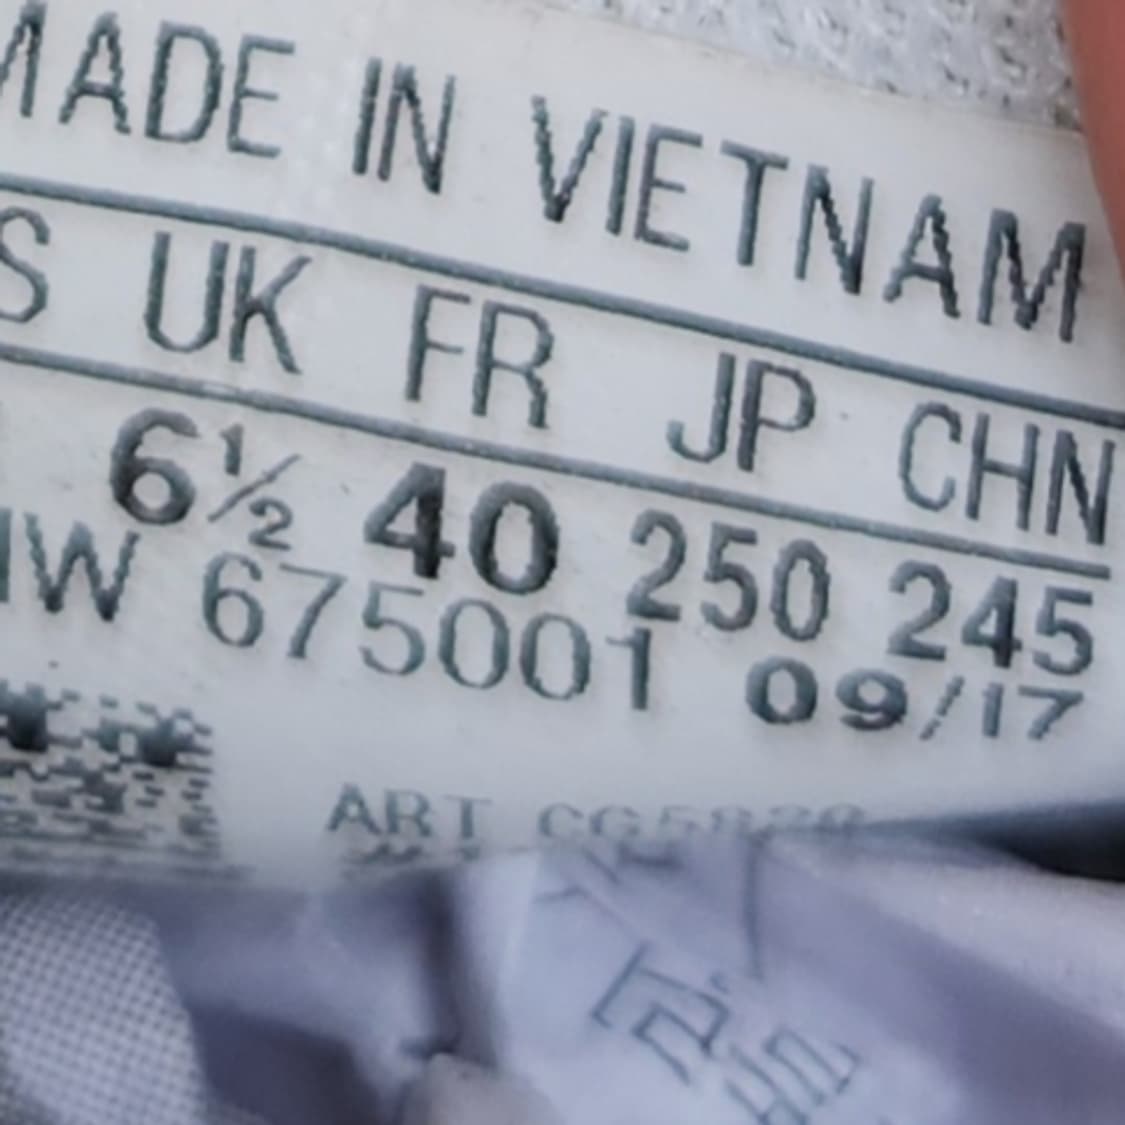 MADE IN VIETNAM
S UK FR JP CHN
6½ 40 250 245
W 675001 09/17
ART